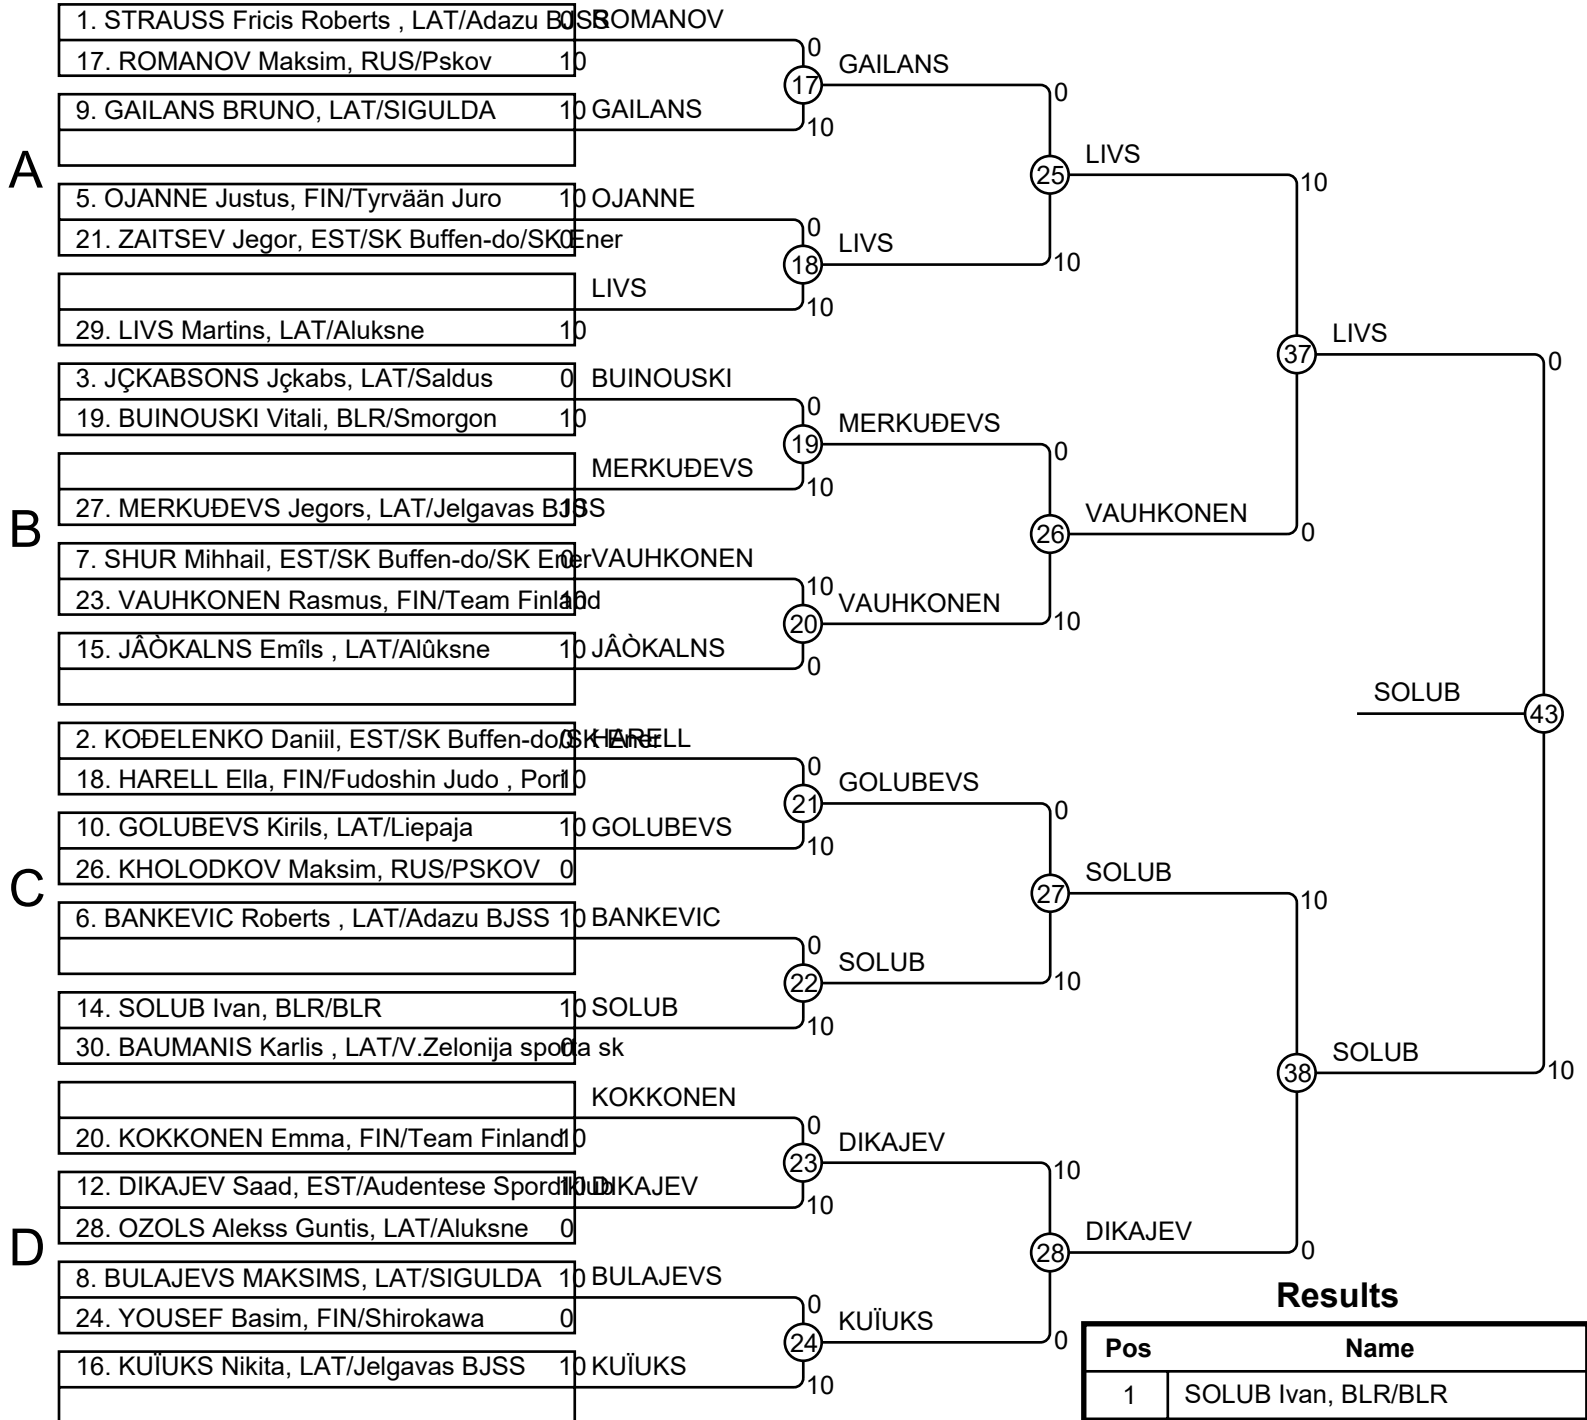 1. STRAUSS Fricis Roberts , LAT/Adazu BJSS 0 ROMANOV
17. ROMANOV Maksim, RUS/Pskov 10
0
17
GAILANS
9. GAILANS BRUNO, LAT/SIGULDA 10 GAILANS
10
0
A
25
LIVS
10
5. OJANNE Justus, FIN/Tyrvään Juro 10 OJANNE
21. ZAITSEV Jegor, EST/SK Buffen-do/SK Ener 0
0
18
LIVS
10
LIVS
10
29. LIVS Martins, LAT/Aluksne 10
37
LIVS
0
3. JÇKABSONS Jçkabs, LAT/Saldus 0 BUINOUSKI
19. BUINOUSKI Vitali, BLR/Smorgon 10
0
19
MERKUÐEVS
0
MERKUÐEVS
10
27. MERKUÐEVS Jegors, LAT/Jelgavas BJSS 10
B
26
VAUHKONEN
0
7. SHUR Mihhail, EST/SK Buffen-do/SK Ener 0 VAUHKONEN
23. VAUHKONEN Rasmus, FIN/Team Finland 10
10
20
VAUHKONEN
10
15. JÂÒKALNS Emîls , LAT/Alûksne 10 JÂÒKALNS
0
SOLUB
43
2. KOÐELENKO Daniil, EST/SK Buffen-do/SK Ener 0 HARELL
18. HARELL Ella, FIN/Fudoshin Judo , Pori 10
0
21
GOLUBEVS
0
10. GOLUBEVS Kirils, LAT/Liepaja 10 GOLUBEVS
10
26. KHOLODKOV Maksim, RUS/PSKOV 0
C
27
SOLUB
10
6. BANKEVIC Roberts , LAT/Adazu BJSS 10 BANKEVIC
0
22
SOLUB
10
14. SOLUB Ivan, BLR/BLR 10 SOLUB
10
30. BAUMANIS Karlis , LAT/V.Zelonija sporta sk 0
38
SOLUB
10
KOKKONEN
20. KOKKONEN Emma, FIN/Team Finland 10
0
23
DIKAJEV
10
12. DIKAJEV Saad, EST/Audentese Spordiklubi 10 DIKAJEV
10
28. OZOLS Alekss Guntis, LAT/Aluksne 0
D
28
DIKAJEV
0
8. BULAJEVS MAKSIMS, LAT/SIGULDA 10 BULAJEVS
24. YOUSEF Basim, FIN/Shirokawa 0
0
24
KUÏUKS
0
16. KUÏUKS Nikita, LAT/Jelgavas BJSS 10 KUÏUKS
10
Results
Pos Name
1 SOLUB Ivan, BLR/BLR